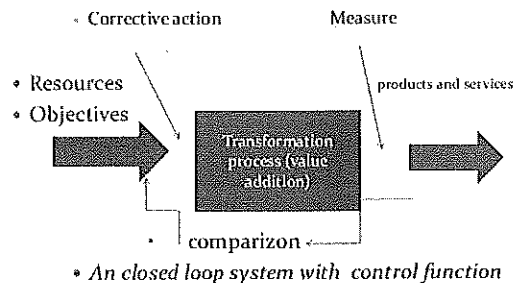 • Corrective action
Measure
• Resources
• Objectives
products and services
Transformation
process (value
addition)
• comparizon
• An closed loop system with control function